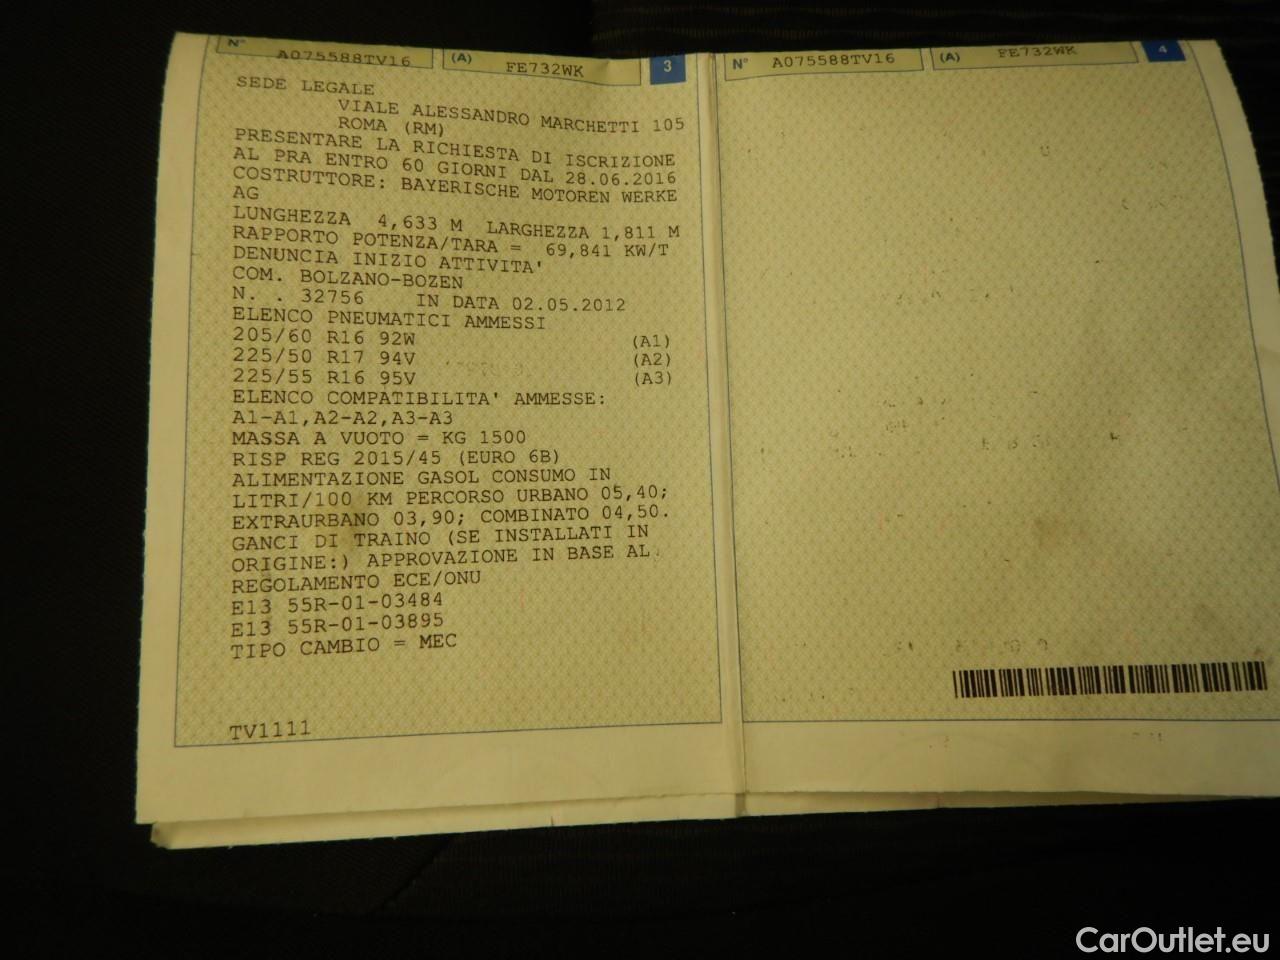 N° A075588TV16 (A) FE732WK 3
SEDE LEGALE
VIALE ALESSANDRO MARCHETTI 105
ROMA (RM)
PRESENTARE LA RICHIESTA DI ISCRIZIONE
AL PRA ENTRO 60 GIORNI DAL 28.06.2016
COSTRUTTORE: BAYERISCHE MOTOREN WERKE
AG
LUNGHEZZA 4,633 M LARGHEZZA 1,811 M
RAPPORTO POTENZA/TARA = 69,841 KW/T
DENUNCIA INIZIO ATTIVITA'
COM. BOLZANO-BOZEN
N. . 32756 IN DATA 02.05.2012
ELENCO PNEUMATICI AMMESSI
205/60 R16 92W (A1)
225/50 R17 94V (A2)
225/55 R16 95V (A3)
ELENCO COMPATIBILITA' AMMESSE:
A1-A1,A2-A2,A3-A3
MASSA A VUOTO = KG 1500
RISP REG 2015/45 (EURO 6B)
ALIMENTAZIONE GASOL CONSUMO IN
LITRI/100 KM PERCORSO URBANO 05,40;
EXTRAURBANO 03,90; COMBINATO 04,50.
GANCI DI TRAINO (SE INSTALLATI IN
ORIGINE:) APPROVAZIONE IN BASE AL
REGOLAMENTO ECE/ONU
E13 55R-01-03484
E13 55R-01-03895
TIPO CAMBIO = MEC
TV1111
N° A075588TV16 (A) FE732WK 4
CarOutlet.eu